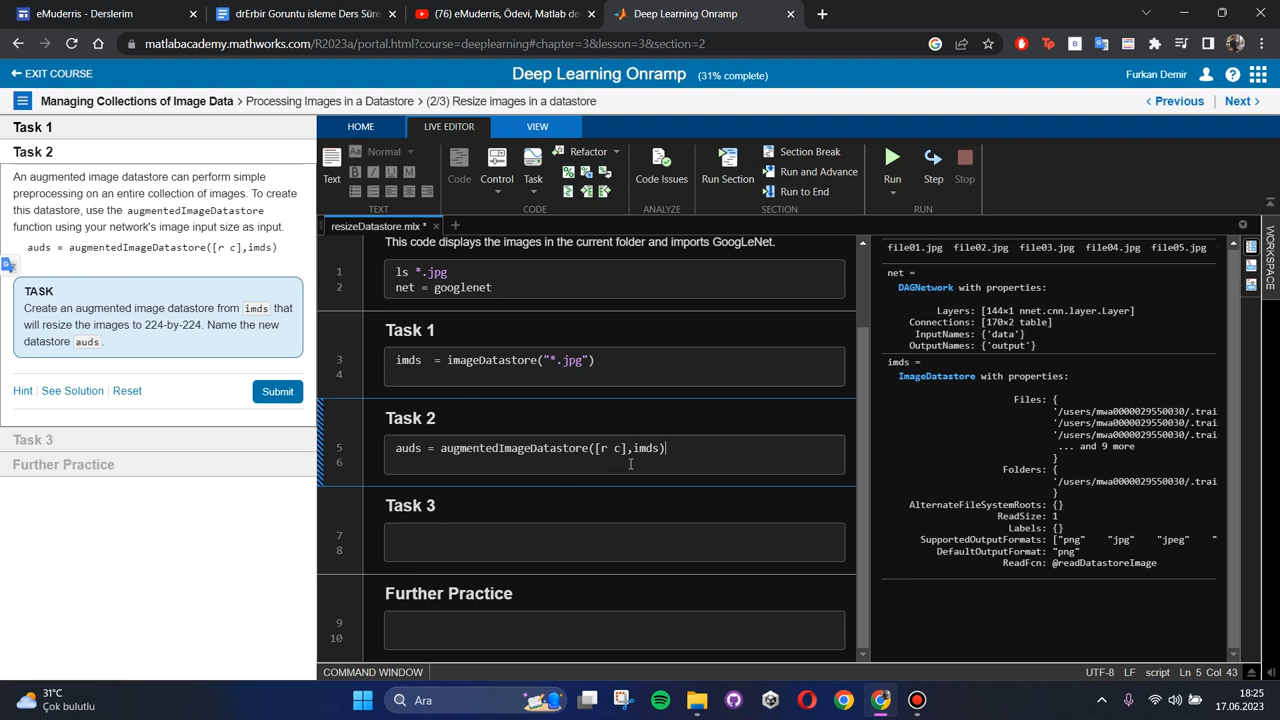 eMuderris - Derslerim
drErbir Goruntu isleme Ders Süre
(76) eMuderris, Ödevi, Matlab de
Deep Learning Onramp
matlabacademy.mathworks.com/R2023a/portal.html?course=deeplearning#chapter=3&lesson=3&section=2
EXIT COURSE
Deep Learning Onramp (31% complete)
Furkan Demir
Managing Collections of Image Data > Processing Images in a Datastore > (2/3) Resize images in a datastore
< Previous
Next >
Task 1
Task 2
An augmented image datastore can perform simple
preprocessing on an entire collection of images. To create
this datastore, use the augmentedImageDatastore
function using your network's image input size as input.
auds = augmentedImageDatastore([r c],imds)
TASK
Create an augmented image datastore from imds that
will resize the images to 224-by-224. Name the new
datastore auds.
Hint
See Solution
Reset
Submit
Task 3
Further Practice
HOME
LIVE EDITOR
VIEW
Text
Normal
TEXT
Code
Control
Task
Refactor
CODE
Code Issues
ANALYZE
Run Section
Section Break
Run and Advance
Run to End
SECTION
Run
Step
Stop
RUN
resizeDatastore.mlx *
This code displays the images in the current folder and imports GoogLeNet.
1 ls *.jpg
2 net = googlenet
Task 1
3 imds = imageDatastore("*.jpg")
4
Task 2
5 auds = augmentedImageDatastore([r c],imds)
6
Task 3
7
8
Further Practice
9
10
file01.jpg file02.jpg file03.jpg file04.jpg file05.jpg
net =
DAGNetwork with properties:
Layers: [144×1 nnet.cnn.layer.Layer]
Connections: [170×2 table]
InputNames: {'data'}
OutputNames: {'output'}
imds =
ImageDatastore with properties:
Files: {
'/users/mwa0000029550030/.trai
'/users/mwa0000029550030/.trai
'/users/mwa0000029550030/.trai
... and 9 more
}
Folders: {
'/users/mwa0000029550030/.trai
}
AlternateFileSystemRoots: {}
ReadSize: 1
Labels: {}
SupportedOutputFormats: ["png" "jpg" "jpeg" "
DefaultOutputFormat: "png"
ReadFcn: @readDatastoreImage
WORKSPACE
COMMAND WINDOW
UTF-8 LF script Ln 5 Col 43
31°C
Çok bulutlu
Ara
18:25
17.06.2023